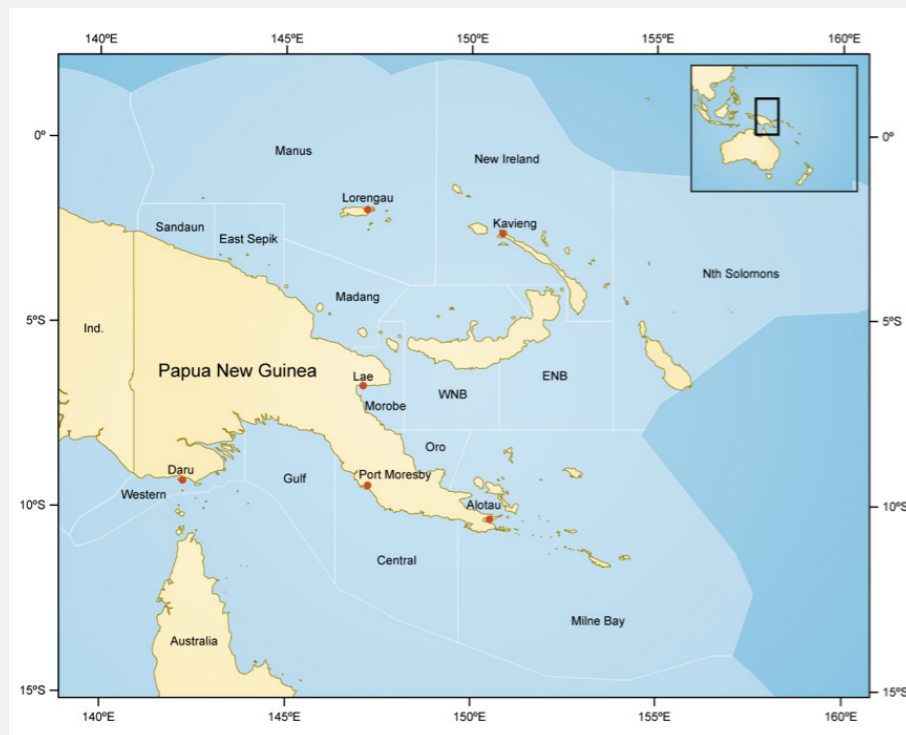 140ºE 145ºE 150ºE 155ºE 160ºE
0º 0º
Manus
New Ireland
Lorengau
Kavieng
Sandaun
East Sepik
Nth Solomons
Madang
5ºS 5ºS
Ind.
Papua New Guinea
Lae
Morobe
WNB
ENB
Oro
Daru
Port Moresby
Gulf
Western
Alotau
10ºS 10ºS
Central
Milne Bay
Australia
15ºS 15ºS
140ºE 145ºE 150ºE 155ºE 160ºE